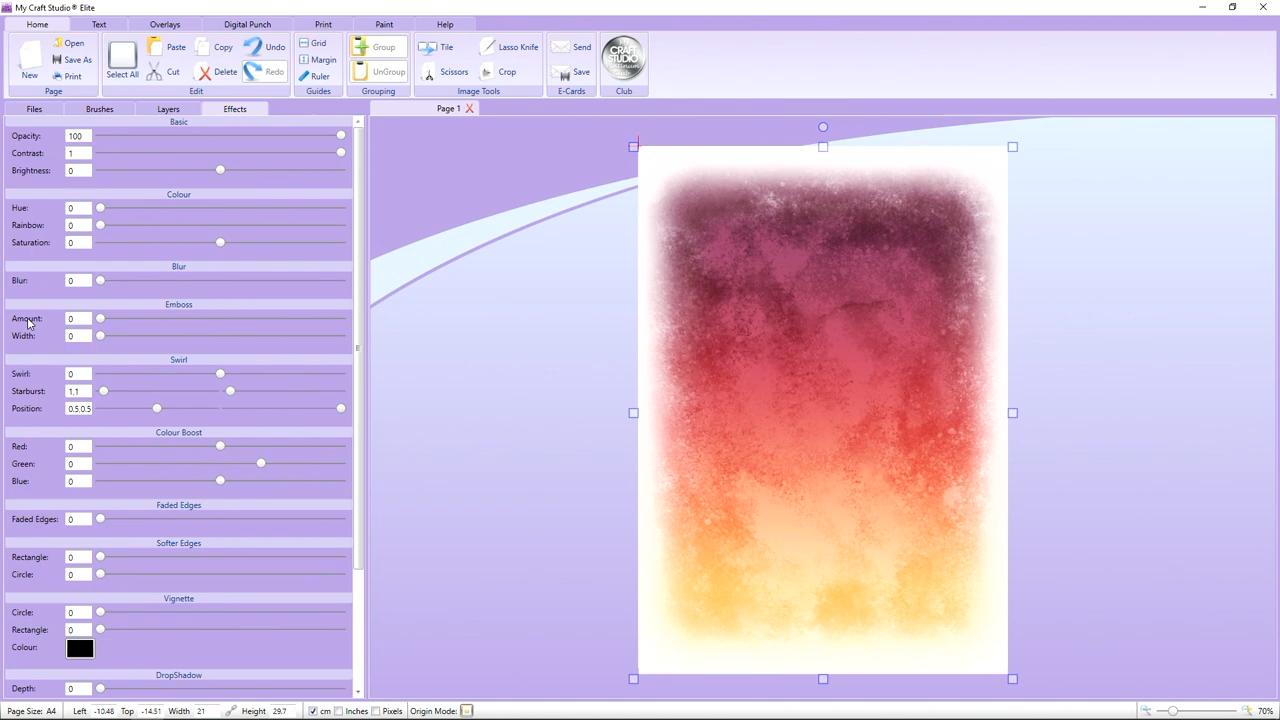 My Craft Studio® Elite
Home Text Overlays Digital Punch Print Paint Help
New Open Save As Print Page
Select All Paste Copy Undo Cut Delete Redo Edit
Grid Margin Ruler Guides
Group UnGroup Grouping
Tile Lasso Knife Scissors Crop Image Tools
Send Save E-Cards
My CRAFT STUDIO Club
Files Brushes Layers Effects Page 1
Basic
Opacity: 100
Contrast: 1
Brightness: 0
Colour
Hue: 0
Rainbow: 0
Saturation: 0
Blur
Blur: 0
Emboss
Amount: 0
Width: 0
Swirl
Swirl: 0
Starburst: 1,1
Position: 0.5,0.5
Colour Boost
Red: 0
Green: 0
Blue: 0
Faded Edges
Faded Edges: 0
Softer Edges
Rectangle: 0
Circle: 0
Vignette
Circle: 0
Rectangle: 0
Colour:
DropShadow
Depth: 0
Page Size: A4 Left -10.48 Top -14.51 Width 21 Height 29.7 cm Inches Pixels Origin Mode: 70%